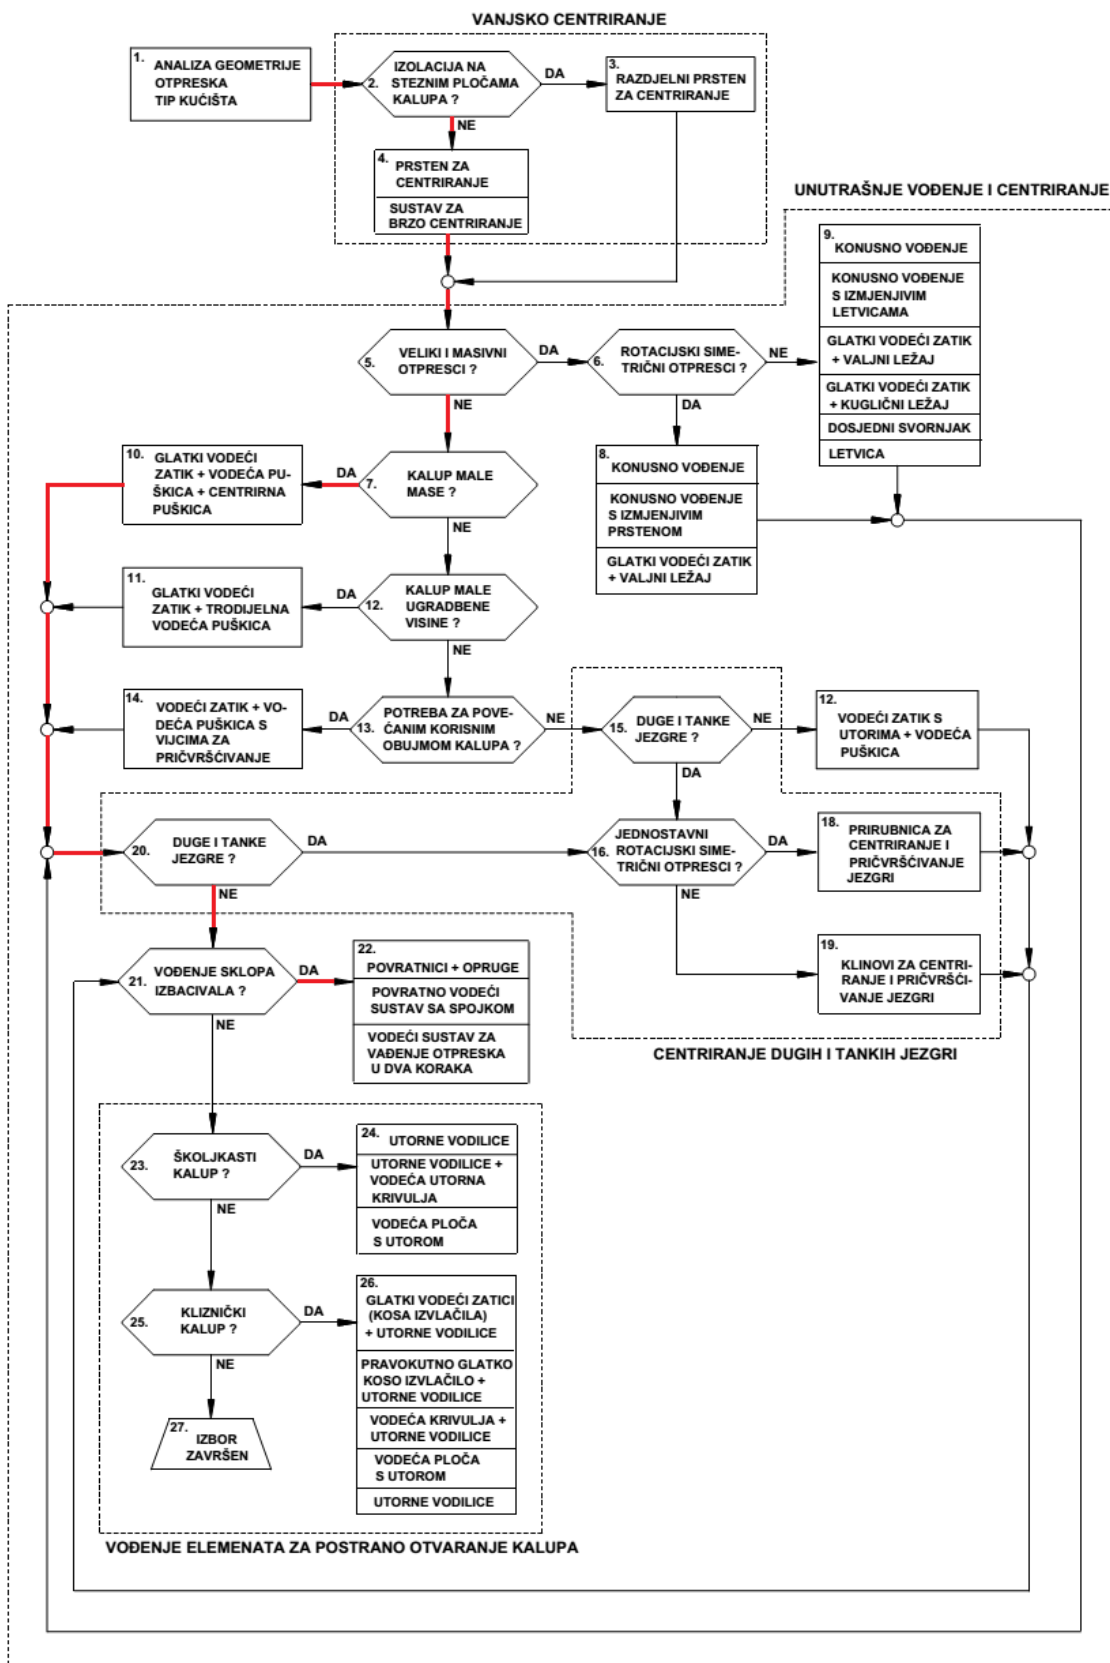 VANJSKO CENTRIRANJE
1.
ANALIZA GEOMETRIJE
OTPRESKA
TIP KUĆIŠTA
2.
IZOLACIJA NA
STEZNIM PLOČAMA
KALUPA ?
DA
NE
3.
RAZDJELNI PRSTEN
ZA CENTRIRANJE
4.
PRSTEN ZA
CENTRIRANJE
SUSTAV ZA
BRZO CENTRIRANJE
UNUTRAŠNJE VOĐENJE I CENTRIRANJE
5.
VELIKI I MASIVNI
OTPRESCI ?
DA
NE
6.
ROTACIJSKI SIME-
TRIČNI OTPRESCI ?
NE
DA
9.
KONUSNO VOĐENJE
KONUSNO VOĐENJE
S IZMJENJIVIM
LETVICAMA
GLATKI VODEĆI ZATIK
+ VALJNI LEŽAJ
GLATKI VODEĆI ZATIK
+ KUGLIČNI LEŽAJ
DOSJEDNI SVORNJAK
LETVICA
8.
KONUSNO VOĐENJE
KONUSNO VOĐENJE
S IZMJENJIVIM
PRSTENOM
GLATKI VODEĆI ZATIK
+ VALJNI LEŽAJ
10.
GLATKI VODEĆI
ZATIK + VODEĆA PU-
ŠKICA + CENTRIRNA
PUŠKICA
DA
7.
KALUP MALE
MASE ?
NE
11.
GLATKI VODEĆI
ZATIK + TRODIJELNA
VODEĆA PUŠKICA
DA
12.
KALUP MALE
UGRADBENE
VISINE ?
NE
14.
VODEĆI ZATIK + VO-
DEĆA PUŠKICA S
VIJCIMA ZA
PRIČVRŠĆIVANJE
DA
13.
POTREBA ZA POVE-
ĆANIM KORISNIM
OBUJMOM KALUPA ?
NE
15.
DUGE I TANKE
JEZGRE ?
NE
DA
12.
VODEĆI ZATIK S
UTORIMA + VODEĆA
PUŠKICA
20.
DUGE I TANKE
JEZGRE ?
DA
NE
16.
JEDNOSTAVNI
ROTACIJSKI SIME-
TRIČNI OTPRESCI ?
DA
NE
18.
PRIRUBNICA ZA
CENTRIRANJE I
PRIČVRŠĆIVANJE
JEZGRI
19.
KLINOVI ZA CENTRI-
RANJE I PRIČVRŠĆI-
VANJE JEZGRI
CENTRIRANJE DUGIH I TANKIH JEZGRI
21.
VOĐENJE SKLOPA
IZBACIVALA ?
DA
NE
22.
POVRATNICI + OPRUGE
POVRATNO VODEĆI
SUSTAV SA SPOJKOM
VODEĆI SUSTAV ZA
VAĐENJE OTPRESKA
U DVA KORAKA
23.
ŠKOLJKASTI
KALUP ?
DA
NE
24.
UTORNE VODILICE
UTORNE VODILICE +
VODEĆA UTORNA
KRIVULJA
VODEĆA PLOČA
S UTOROM
25.
KLIZNIČKI
KALUP ?
DA
NE
26.
GLATKI VODEĆI ZATICI
(KOSA IZVLAČILA)
+ UTORNE VODILICE
PRAVOKUTNO GLATKO
KOSO IZVLAČILO +
UTORNE VODILICE
VODEĆA KRIVULJA +
UTORNE VODILICE
VODEĆA PLOČA
S UTOROM
UTORNE VODILICE
27.
IZBOR
ZAVRŠEN
VOĐENJE ELEMENATA ZA POSTRANO OTVARANJE KALUPA